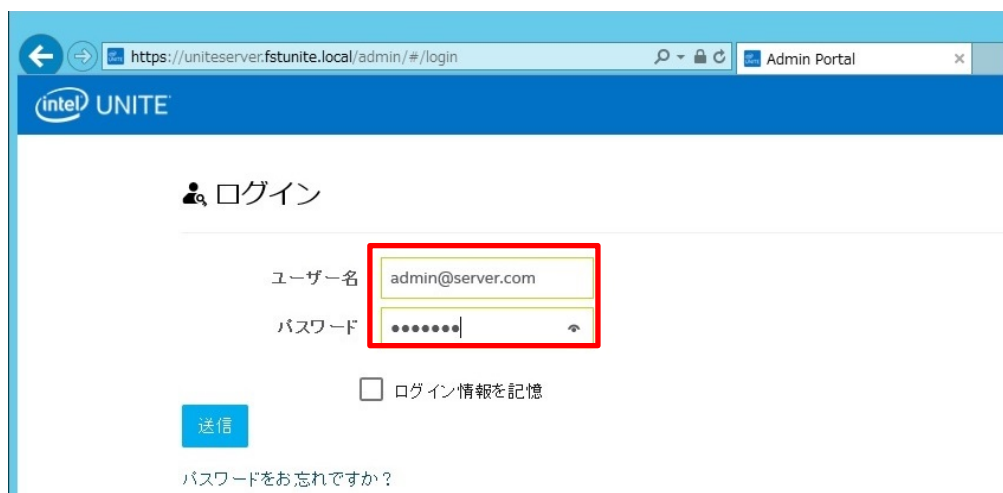 https://uniteserver.fstunite.local/admin/#/login
Admin Portal
intel UNITE
ログイン
ユーザー名
admin@server.com
パスワード
ログイン情報を記憶
送信
パスワードをお忘れですか？